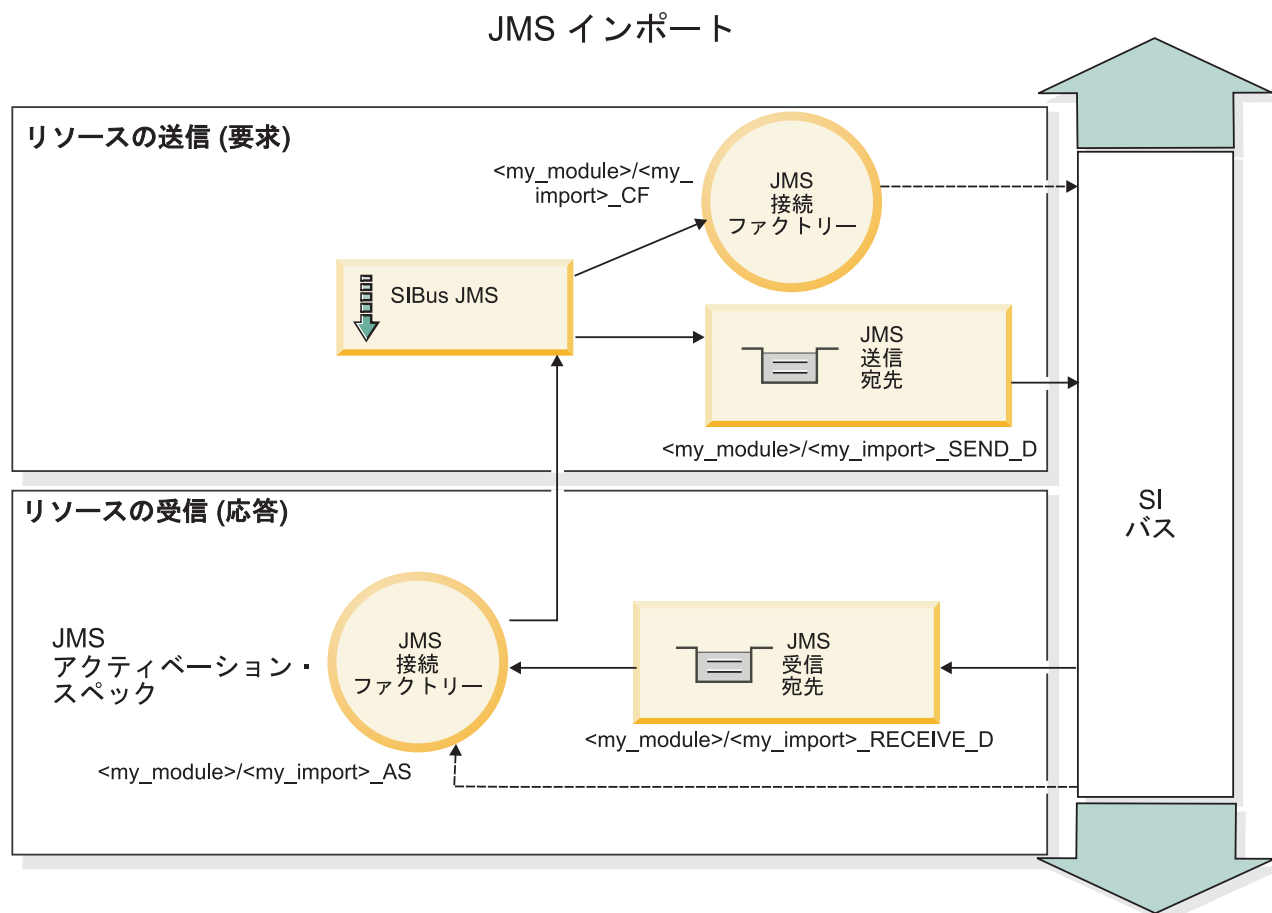 JMS インポート
リソースの送信 (要求)
<my_module>/<my_
import>_CF
JMS
接続
ファクトリー
SIBus JMS
JMS
送信
宛先
<my_module>/<my_import>_SEND_D
SI
バス
リソースの受信 (応答)
JMS
アクティベーション・
スペック
JMS
接続
ファクトリー
JMS
受信
宛先
<my_module>/<my_import>_RECEIVE_D
<my_module>/<my_import>_AS